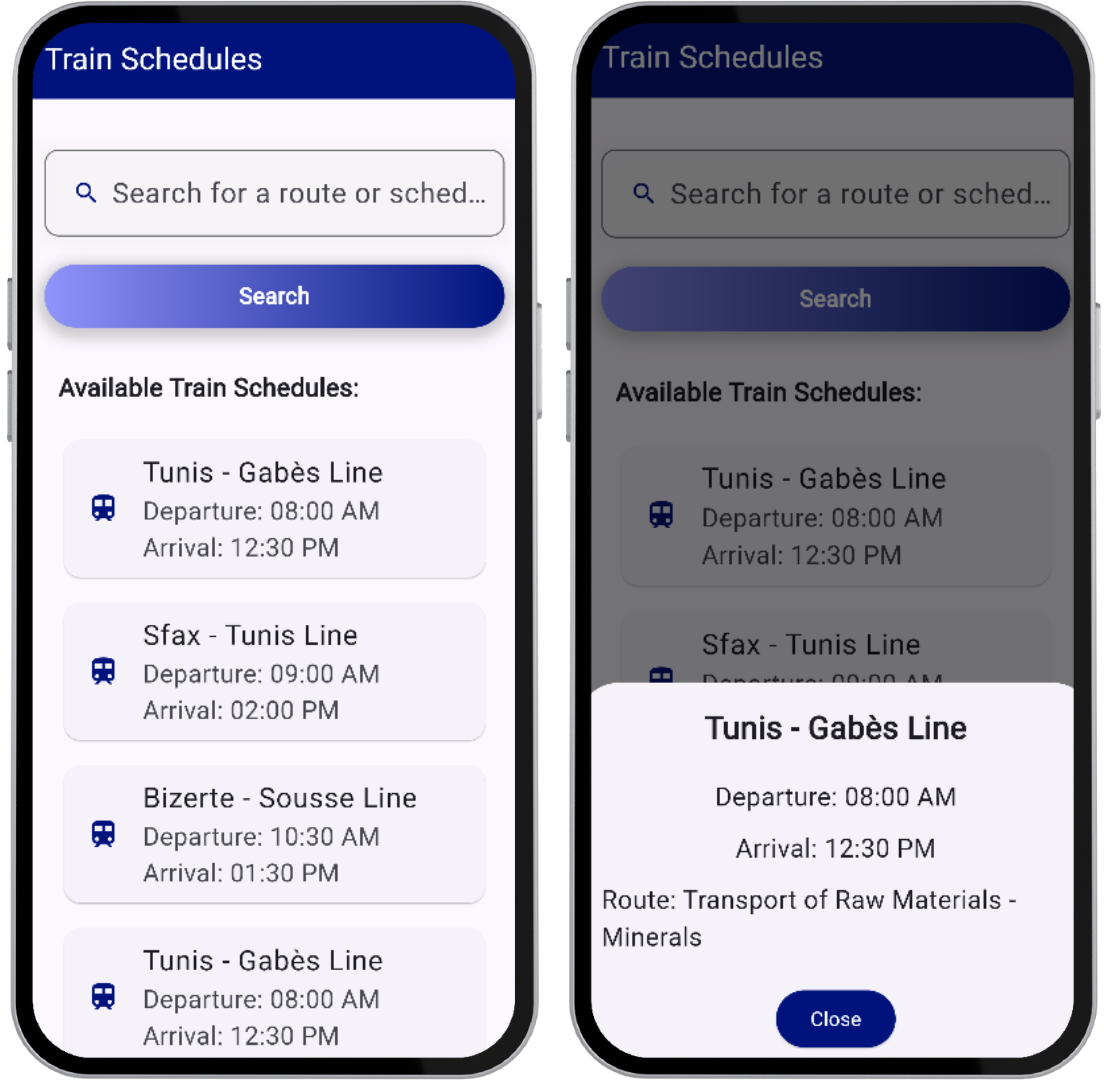 Train Schedules
Search for a route or sched...
Search
Available Train Schedules:
Tunis - Gabès Line
Departure: 08:00 AM
Arrival: 12:30 PM
Sfax - Tunis Line
Departure: 09:00 AM
Arrival: 02:00 PM
Bizerte - Sousse Line
Departure: 10:30 AM
Arrival: 01:30 PM
Tunis - Gabès Line
Departure: 08:00 AM
Arrival: 12:30 PM
Train Schedules
Search for a route or sched...
Search
Available Train Schedules:
Tunis - Gabès Line
Departure: 08:00 AM
Arrival: 12:30 PM
Sfax - Tunis Line
Departure: 09:00 AM
Tunis - Gabès Line
Departure: 08:00 AM
Arrival: 12:30 PM
Route: Transport of Raw Materials -
Minerals
Close